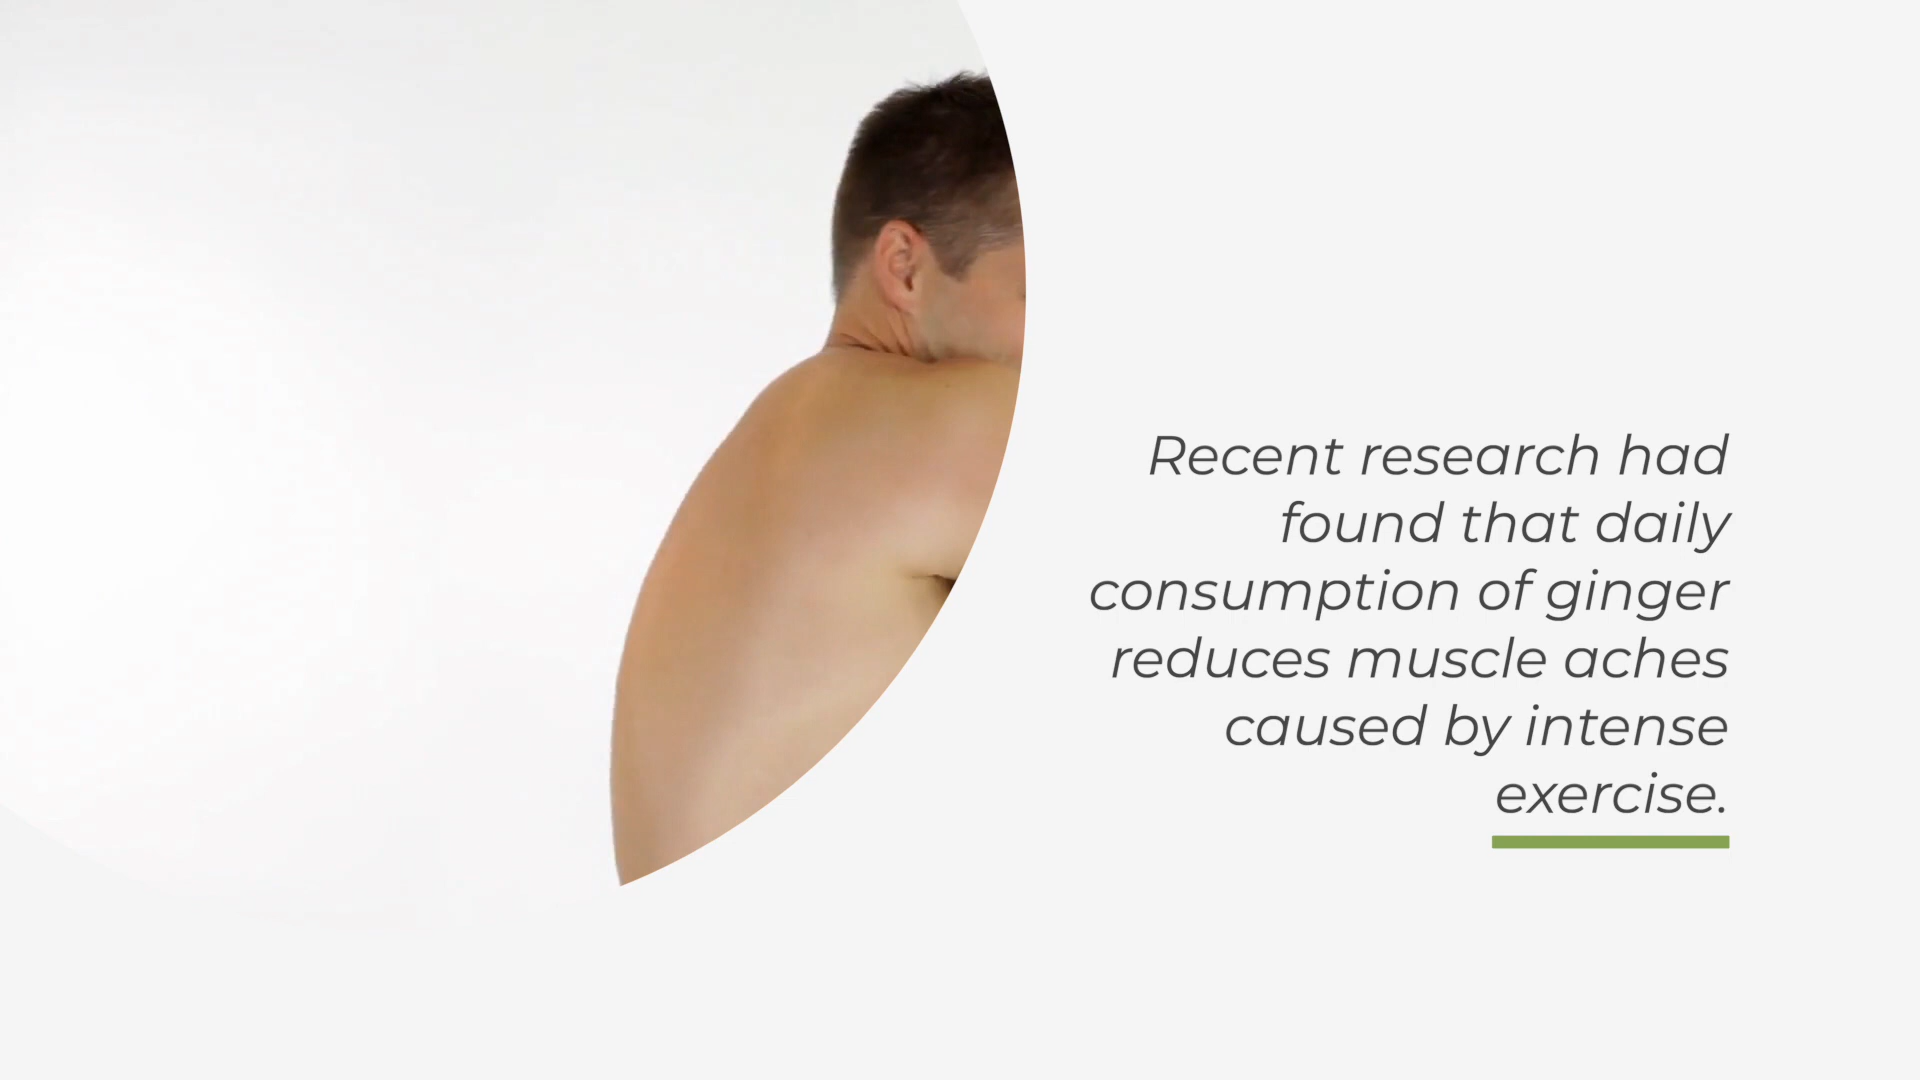 Recent research had
found that daily
consumption of ginger
reduces muscle aches
caused by intense
exercise.